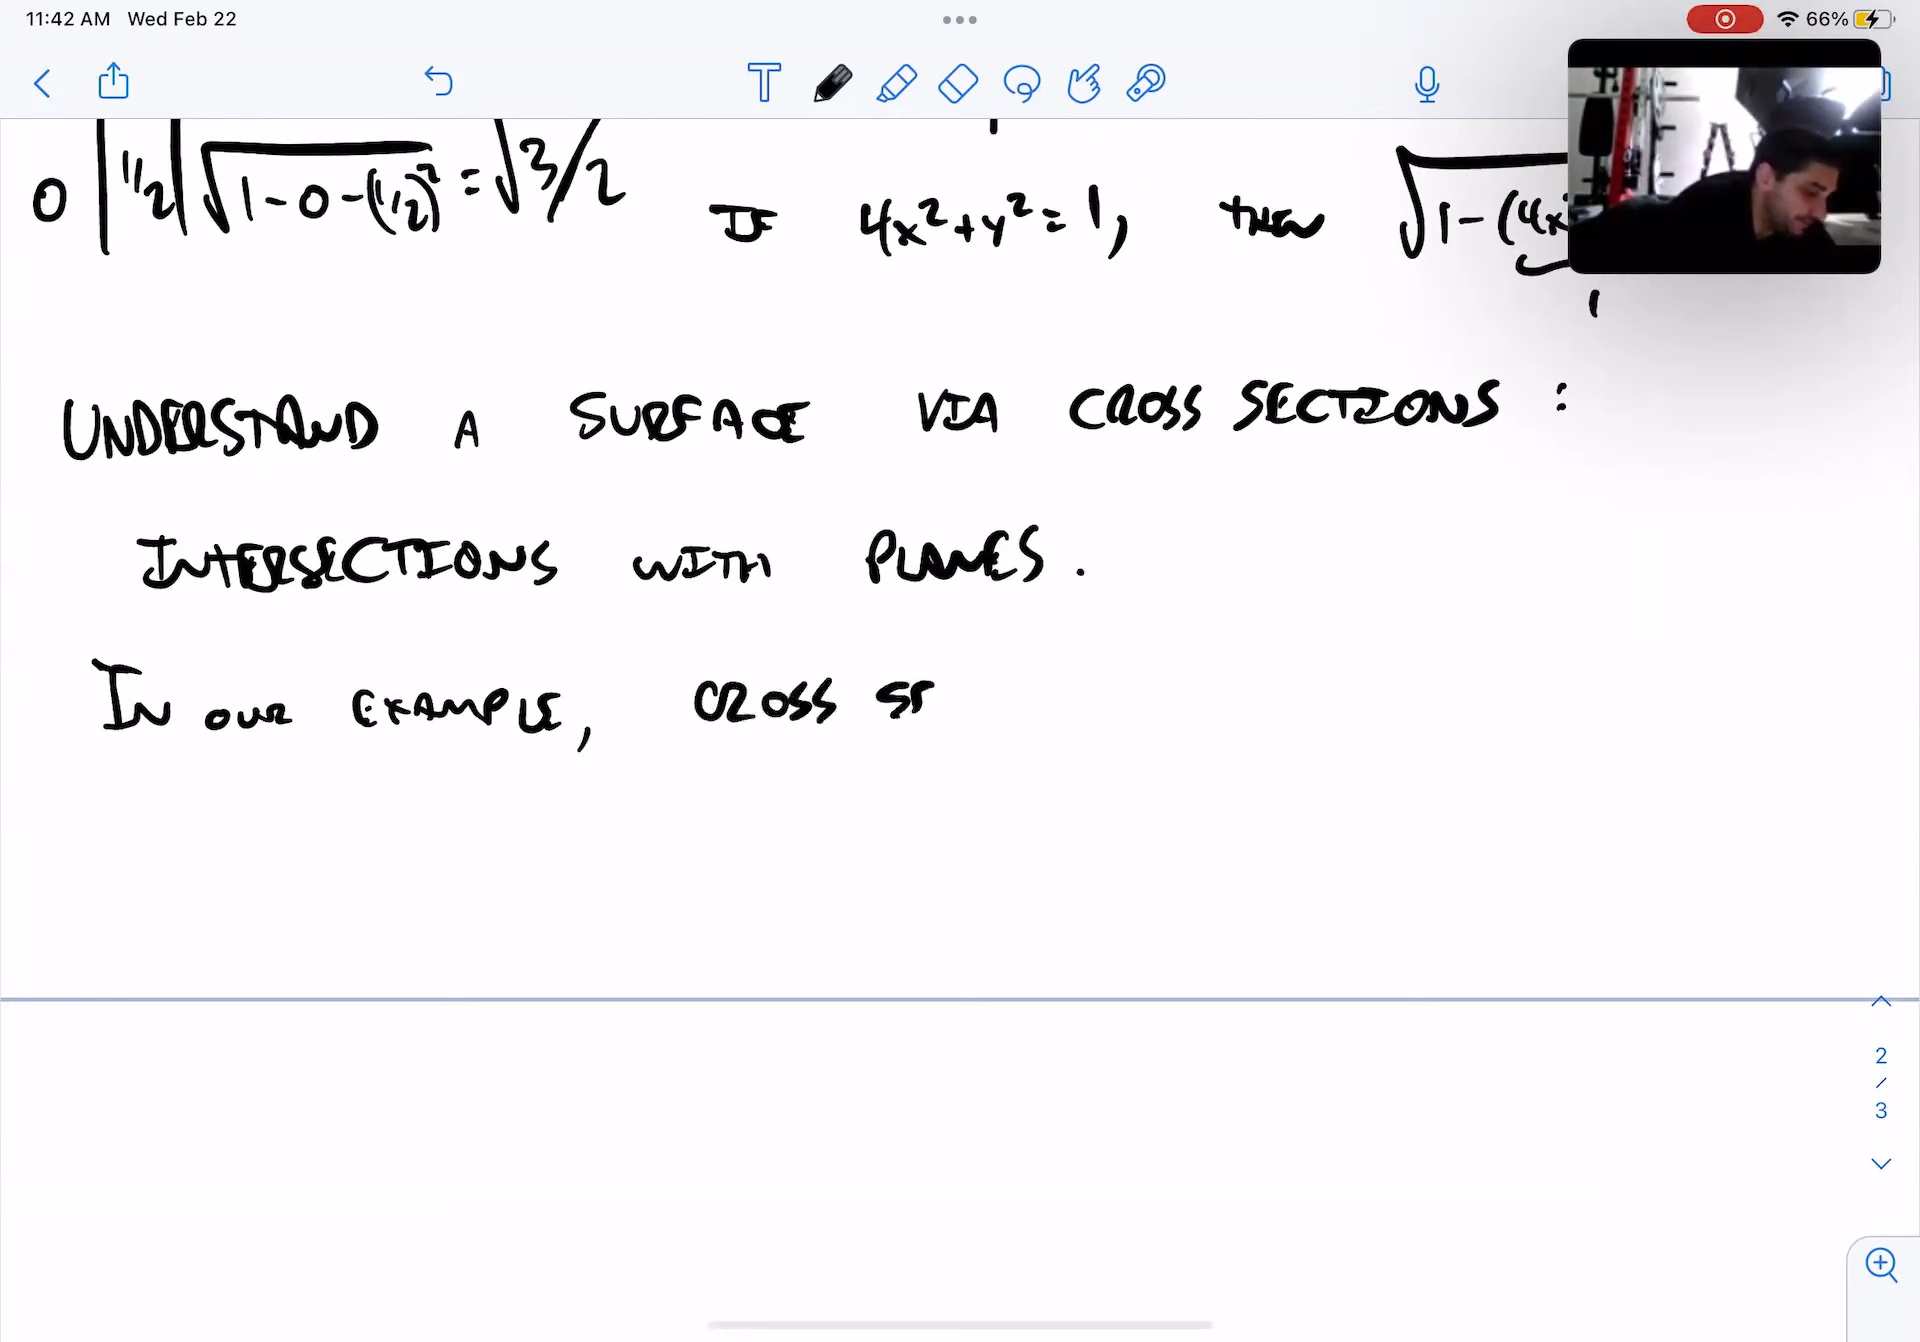 11:42 AM Wed Feb 22
66%
0 | 1/2 | √1-0-(1/2)² = √3/2
IF 4x²+y²=1, THEN √1-(4x
1
UNDERSTAND A SURFACE VIA CROSS SECTIONS :
INTERSECTIONS WITH PLANES.
IN OUR EXAMPLE, CROSS SE
2
/
3